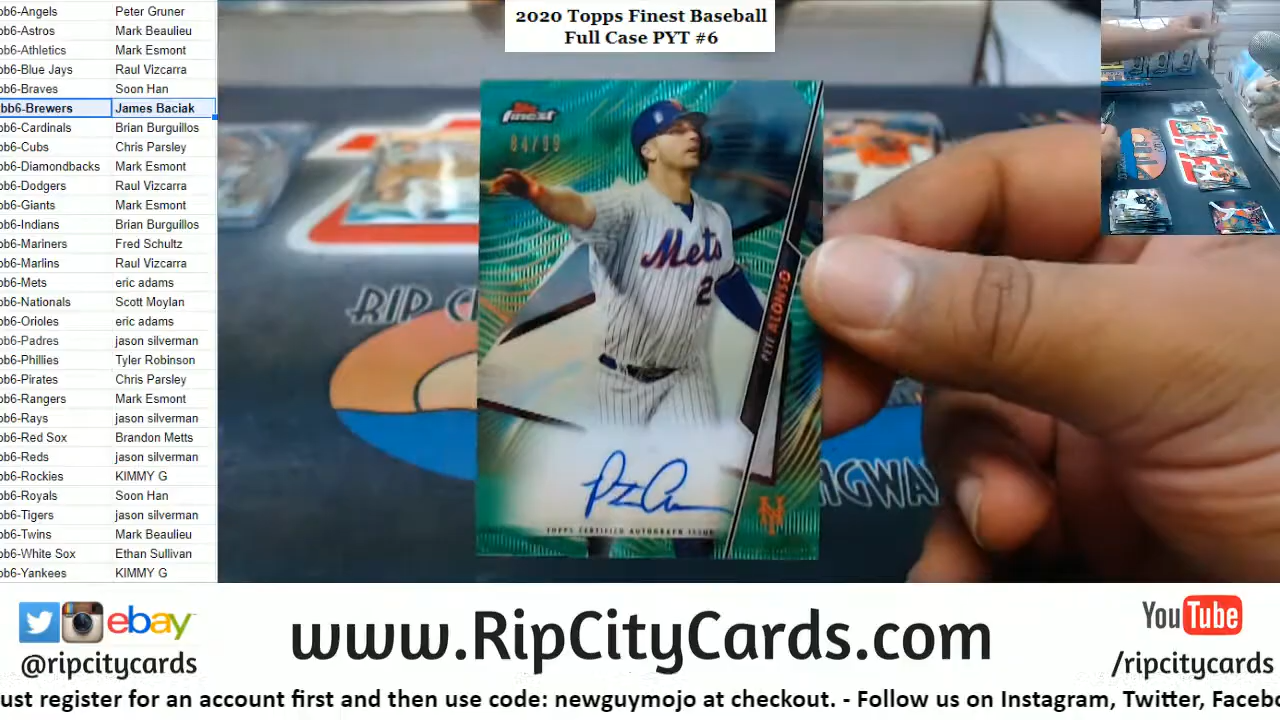 bb6-Angels Peter Gruner
bb6-Astros Mark Beaulieu
bb6-Athletics Mark Esmont
bb6-Blue Jays Raul Vizcarra
bb6-Braves Soon Han
bb6-Brewers James Baciak
bb6-Cardinals Brian Burguillos
bb6-Cubs Chris Parsley
bb6-Diamondbacks Mark Esmont
bb6-Dodgers Raul Vizcarra
bb6-Giants Mark Esmont
bb6-Indians Brian Burguillos
bb6-Mariners Fred Schultz
bb6-Marlins Raul Vizcarra
bb6-Mets eric adams
bb6-Nationals Scott Moylan
bb6-Orioles eric adams
bb6-Padres jason silverman
bb6-Phillies Tyler Robinson
bb6-Pirates Chris Parsley
bb6-Rangers Mark Esmont
bb6-Rays jason silverman
bb6-Red Sox Brandon Metts
bb6-Reds jason silverman
bb6-Rockies KIMMY G
bb6-Royals Soon Han
bb6-Tigers jason silverman
bb6-Twins Mark Beaulieu
bb6-White Sox Ethan Sullivan
bb6-Yankees KIMMY G
2020 Topps Finest Baseball
Full Case PYT #6
finest
84/99
Mets
2
PETE ALONSO
TOPPS CERTIFIED AUTOGRAPH ISSUE
NY
RIP C
NGWA
ebay
@ripcitycards
www.RipCityCards.com
YouTube
/ripcitycards
ust register for an account first and then use code: newguymojo at checkout. - Follow us on Instagram, Twitter, Facebo